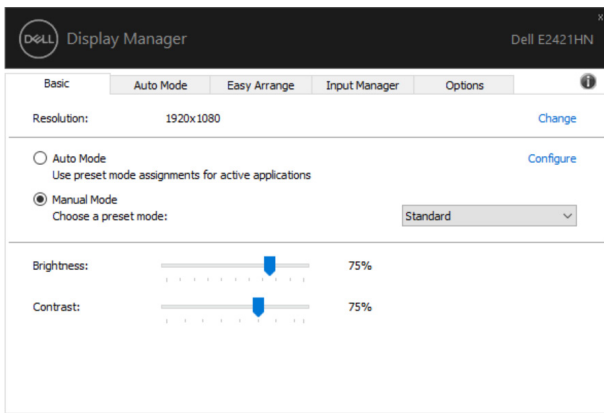 x
DELL Display Manager Dell E2421HN
Basic Auto Mode Easy Arrange Input Manager Options
Resolution: 1920x1080 Change
Auto Mode Configure
Use preset mode assignments for active applications
Manual Mode
Choose a preset mode: Standard
Brightness: 75%
Contrast: 75%